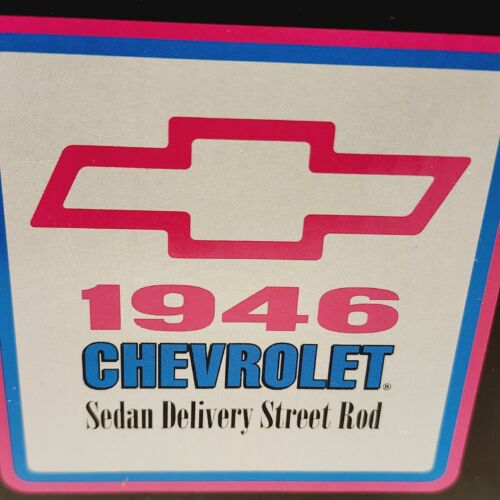 1946
CHEVROLET®
Sedan Delivery Street Rod